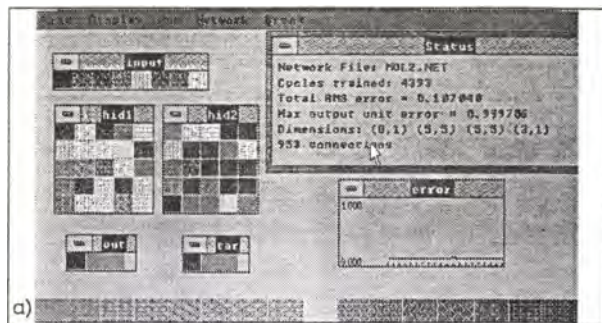 Display Run Network
input
Status
Network File: MOL2.NET
Cycles trained: 4393
Total RMS error = 0.107040
Max output unit error = 0.999786
Dimensions: (8,1) (5,5) (5,5) (3,1)
953 connections
hid1 hid2
error
1.000
0.000
out tar
a)